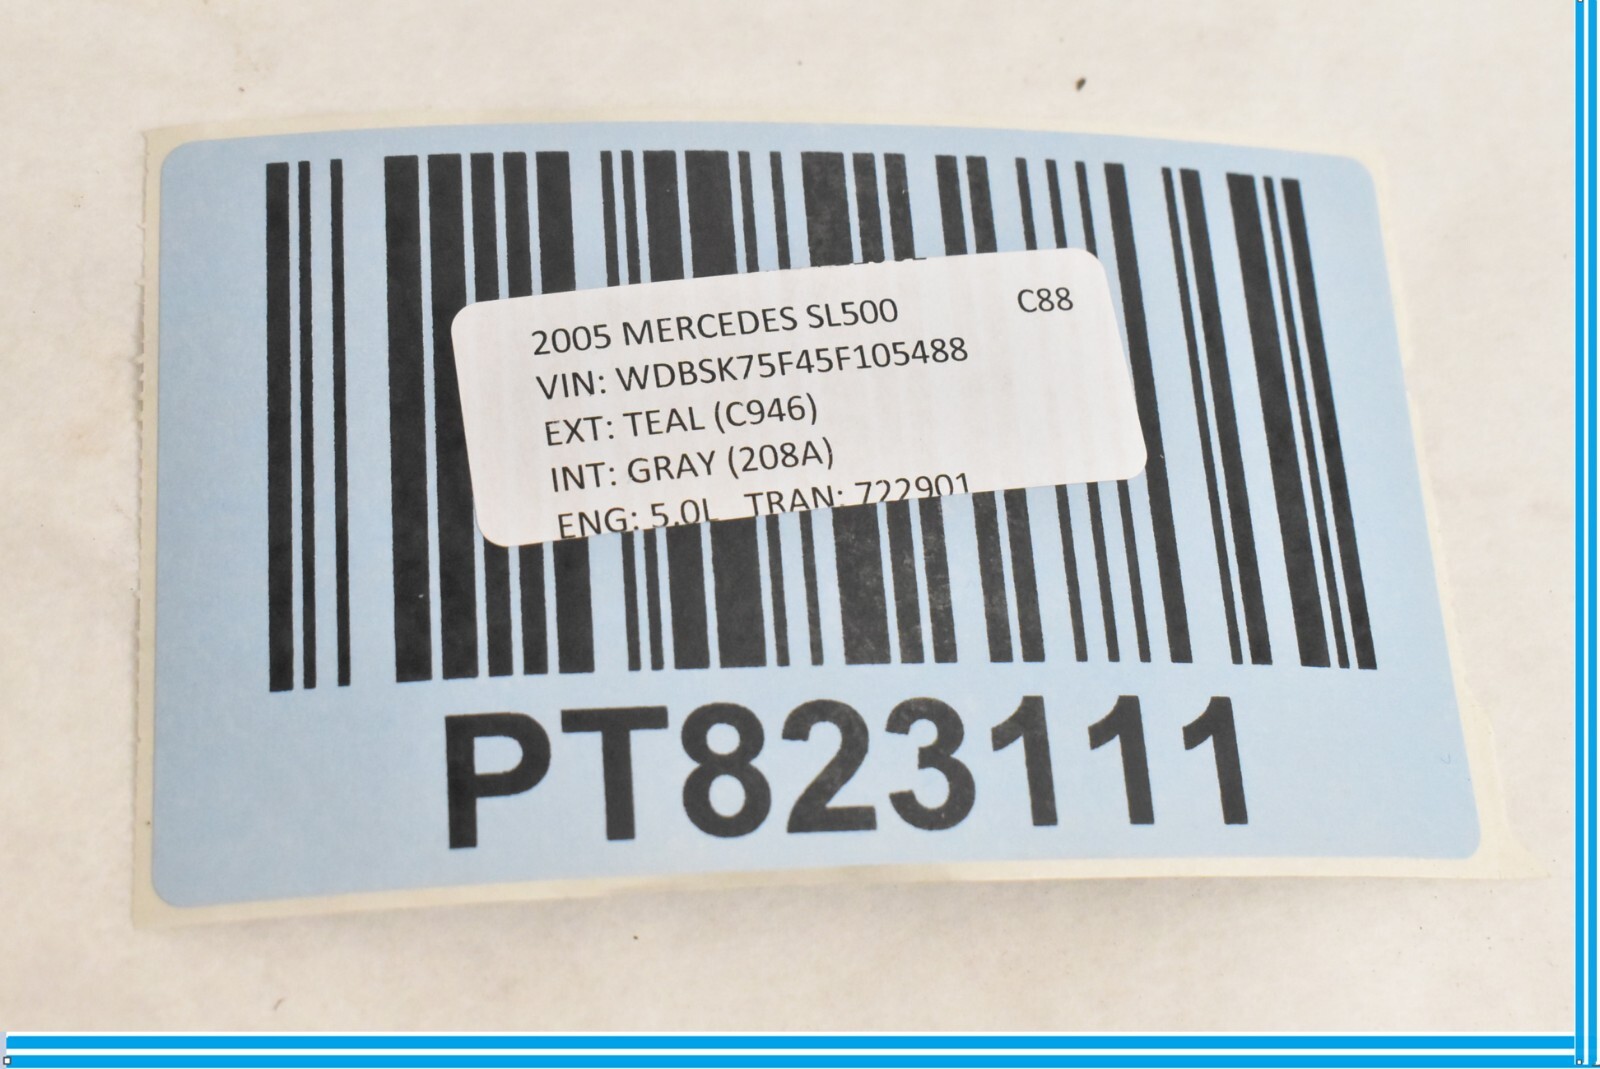 2005 MERCEDES SL500 C88
VIN: WDBSK75F45F105488
EXT: TEAL (C946)
INT: GRAY (208A)
ENG: 5.0L TRAN: 722901
PT823111